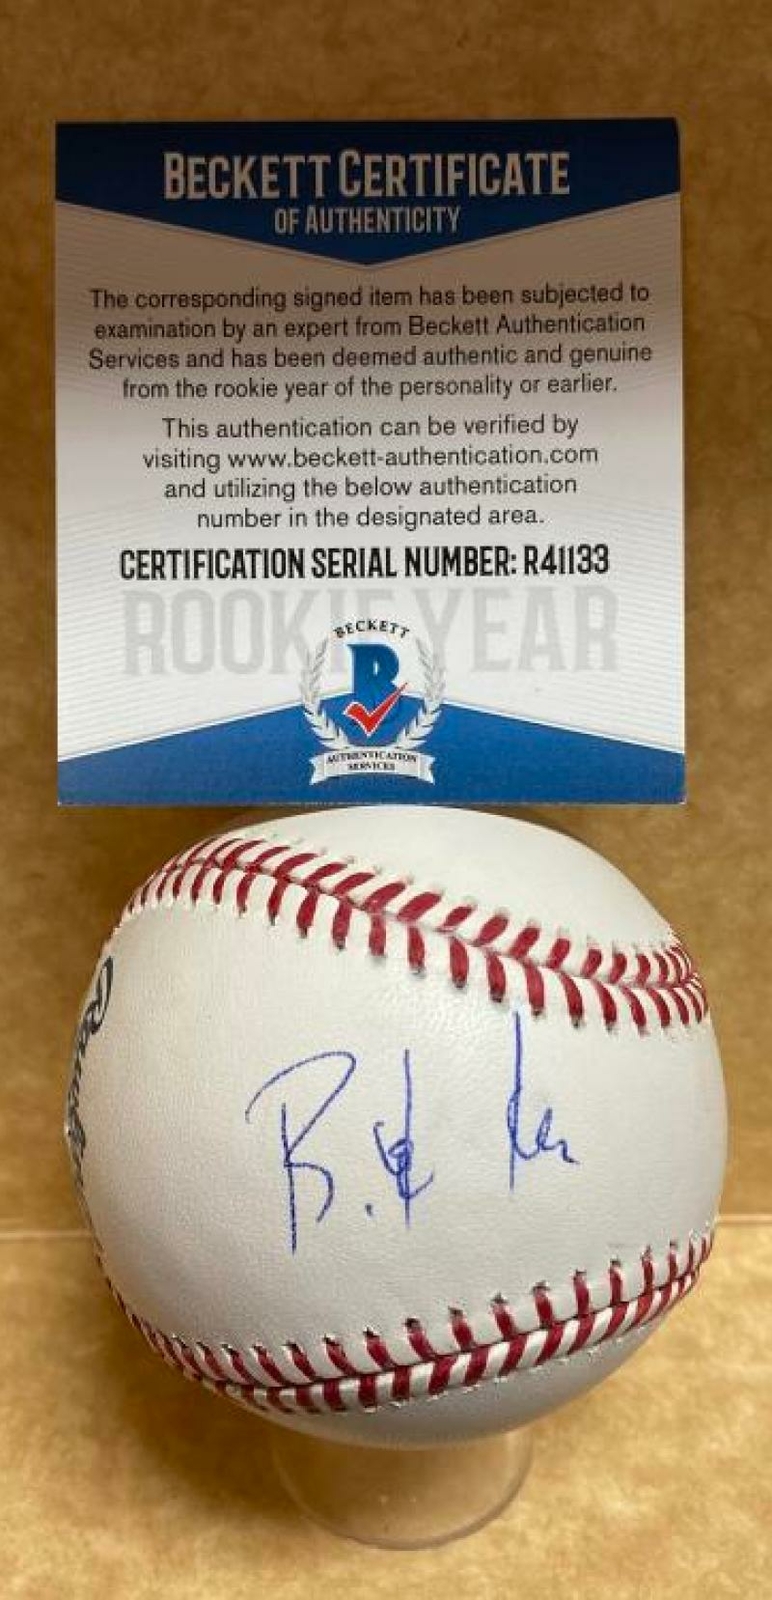 BECKETT CERTIFICATE
OF AUTHENTICITY
The corresponding signed item has been subjected to
examination by an expert from Beckett Authentication
Services and has been deemed authentic and genuine
from the rookie year of the personality or earlier.
This authentication can be verified by
visiting www.beckett-authentication.com
and utilizing the below authentication
number in the designated area.
CERTIFICATION SERIAL NUMBER: R41133
ROOKIE YEAR
BECKETT
B
AUTHENTICATION
SERVICES